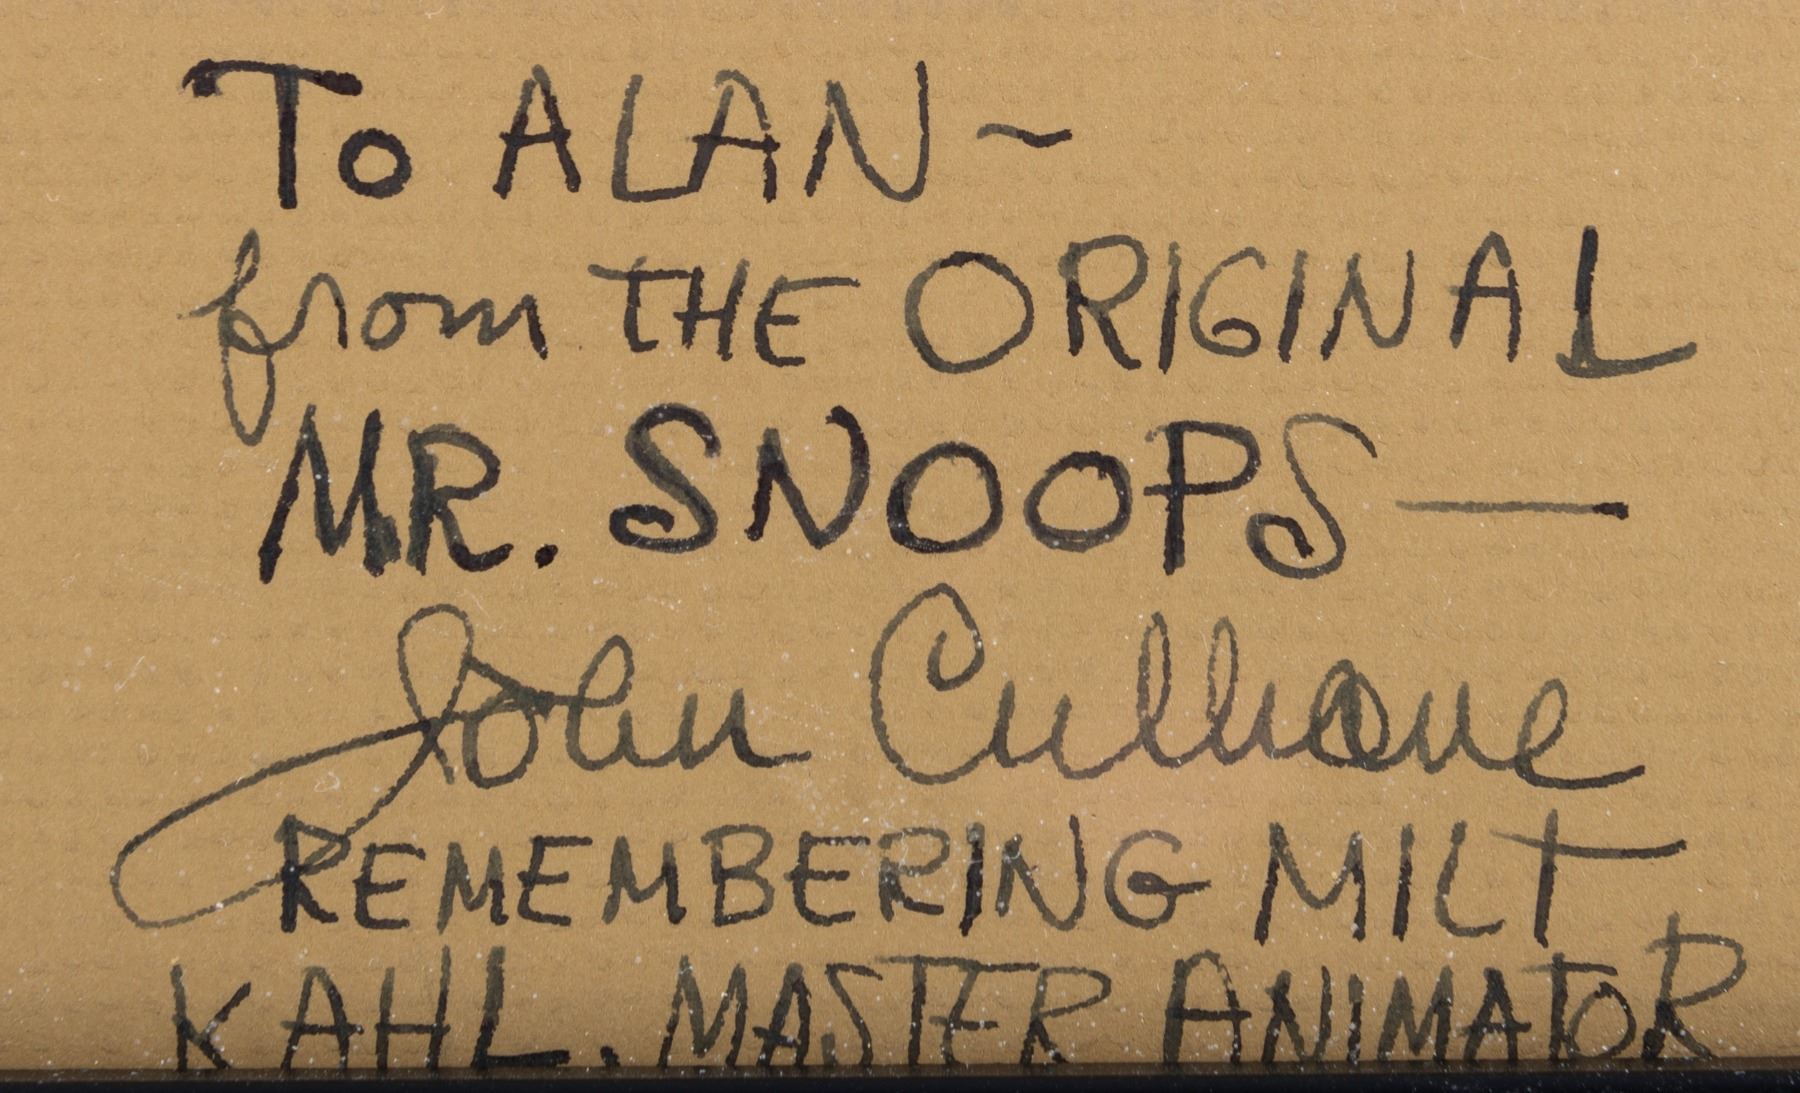 To ALAN~
from THE ORIGINAL
MR. SNOOPS—
John Culhane
REMEMBERING MILT
KAHL, MASTER ANIMATOR